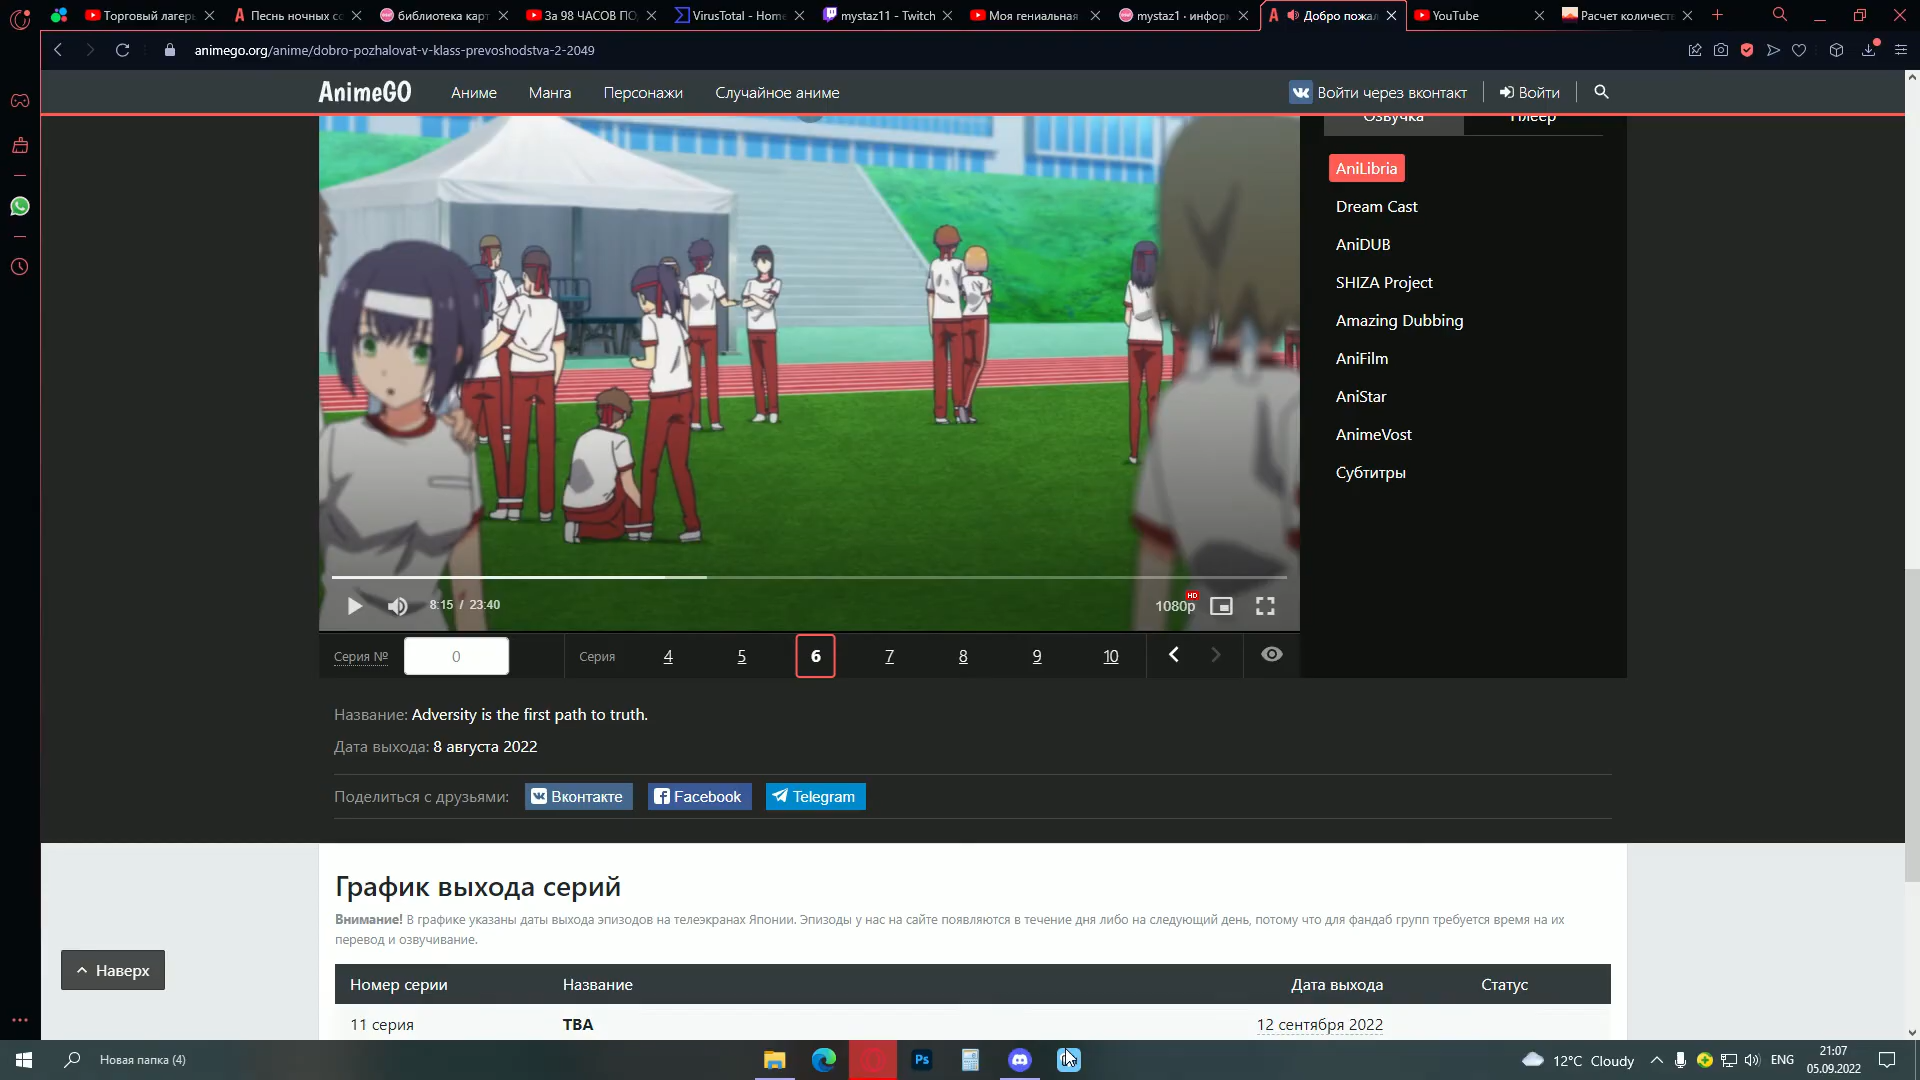 Торговый лагерь
Песнь ночных со
библиотека карт
За 98 ЧАСОВ ПО
VirusTotal - Home
mystaz11 - Twitch
Моя гениальная
mystaz1 · инфор
Добро пожал
YouTube
Расчет количест
animego.org/anime/dobro-pozhalovat-v-klass-prevoshodstva-2-2049
AnimeGO
Аниме
Манга
Персонажи
Случайное аниме
Войти через вконтакт
Войти
Озвучка
Плеер
AniLibria
Dream Cast
AniDUB
SHIZA Project
Amazing Dubbing
AniFilm
AniStar
AnimeVost
Субтитры
8:15 / 23:40
1080p HD
Серия №
0
Серия
4
5
6
7
8
9
10
Название: Adversity is the first path to truth.
Дата выхода: 8 августа 2022
Поделиться с друзьями:
Вконтакте
Facebook
Telegram
График выхода серий
Внимание! В графике указаны даты выхода эпизодов на телеэкранах Японии. Эпизоды у нас на сайте появляются в течение дня либо на следующий день, потому что для фандаб групп требуется время на их
перевод и озвучивание.
Наверх
Номер серии
Название
Дата выхода
Статус
11 серия
TBA
12 сентября 2022
Новая папка (4)
Ps
12°C Cloudy
ENG
21:07
05.09.2022